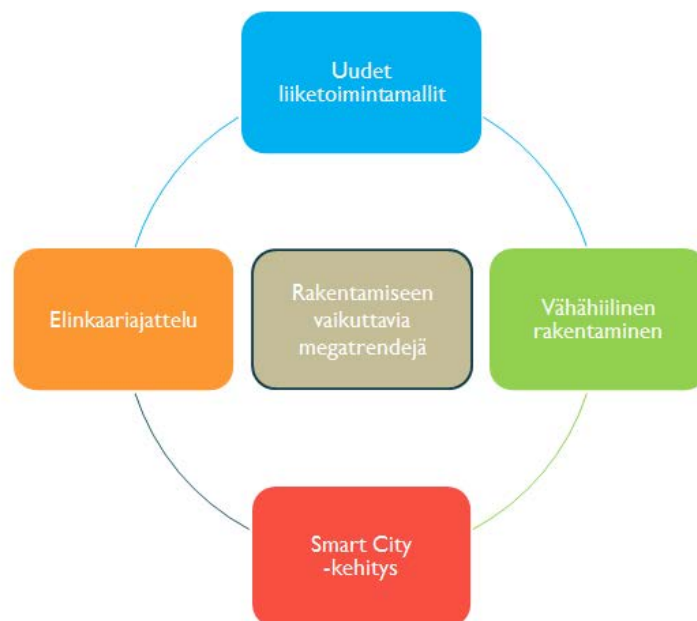 Uudet
liiketoimintamallit
Elinkaariajattelu
Rakentamiseen
vaikuttavia
megatrendejä
Vähähiilinen
rakentaminen
Smart City
-kehitys